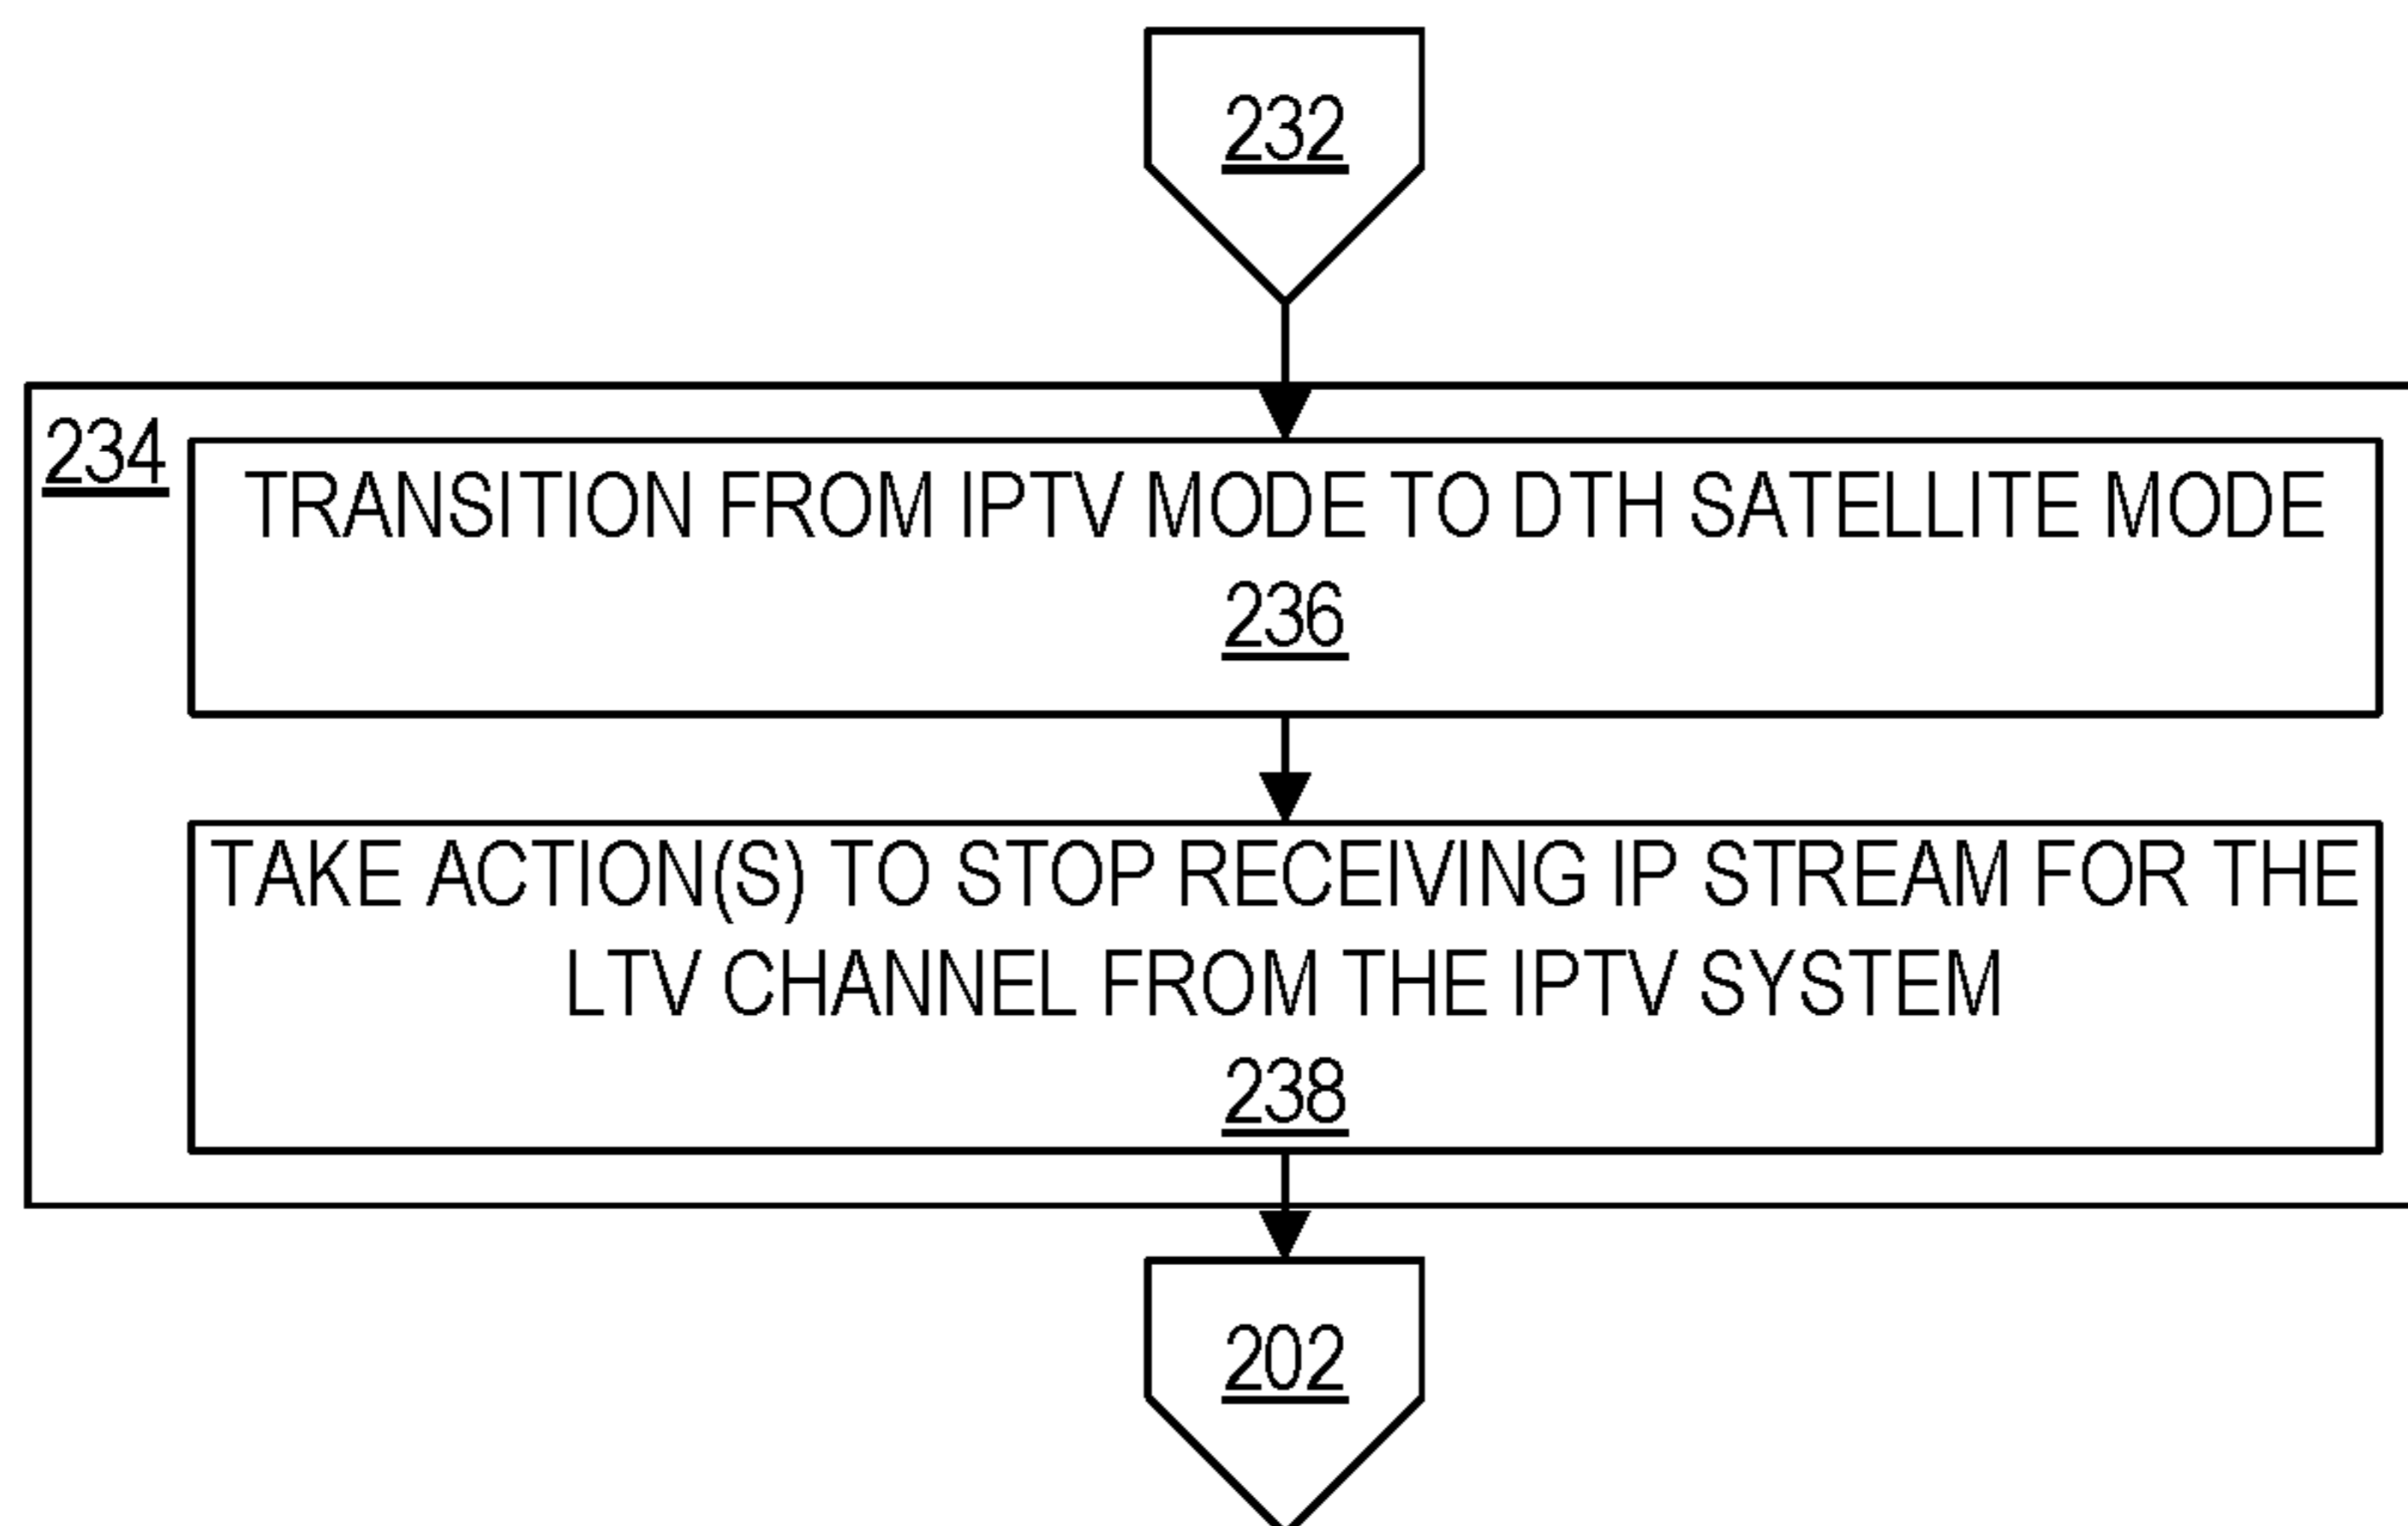 232
234
TRANSITION FROM IPTV MODE TO DTH SATELLITE MODE
236
TAKE ACTION(S) TO STOP RECEIVING IP STREAM FOR THE
LTV CHANNEL FROM THE IPTV SYSTEM
238
202